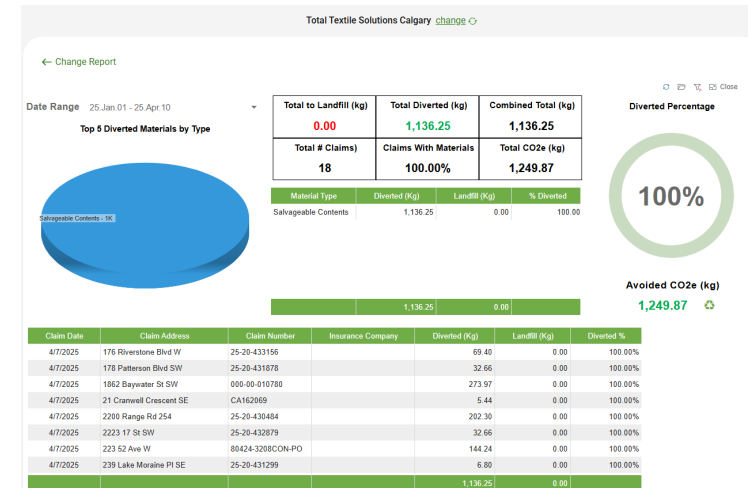 Total Textile Solutions Calgary change
← Change Report
Close
Date Range 25.Jan.01 - 25.Apr.10
Top 5 Diverted Materials by Type
Salvageable Contents - 1K
Total to Landfill (kg) Total Diverted (kg) Combined Total (kg)
0.00 1,136.25 1,136.25
Total # Claims) Claims With Materials Total CO2e (kg)
18 100.00% 1,249.87
Material Type Diverted (Kg) Landfill (Kg) % Diverted
Salvageable Contents 1,136.25 0.00 100.00
1,136.25 0.00
Diverted Percentage
100%
Avoided CO2e (kg)
1,249.87
Claim Date Claim Address Claim Number Insurance Company Diverted (Kg) Landfill (Kg) Diverted %
4/7/2025 176 Riverstone Blvd W 25-20-433156 69.40 0.00 100.00%
4/7/2025 178 Patterson Blvd SW 25-20-431878 32.66 0.00 100.00%
4/7/2025 1862 Baywater St SW 000-00-010780 273.97 0.00 100.00%
4/7/2025 21 Cranwell Crescent SE CA162069 5.44 0.00 100.00%
4/7/2025 2200 Range Rd 254 25-20-430484 202.30 0.00 100.00%
4/7/2025 2223 17 St SW 25-20-432879 32.66 0.00 100.00%
4/7/2025 223 52 Ave W 80424-3208CON-PO 144.24 0.00 100.00%
4/7/2025 239 Lake Moraine Pl SE 25-20-431299 6.80 0.00 100.00%
1,136.25 0.00